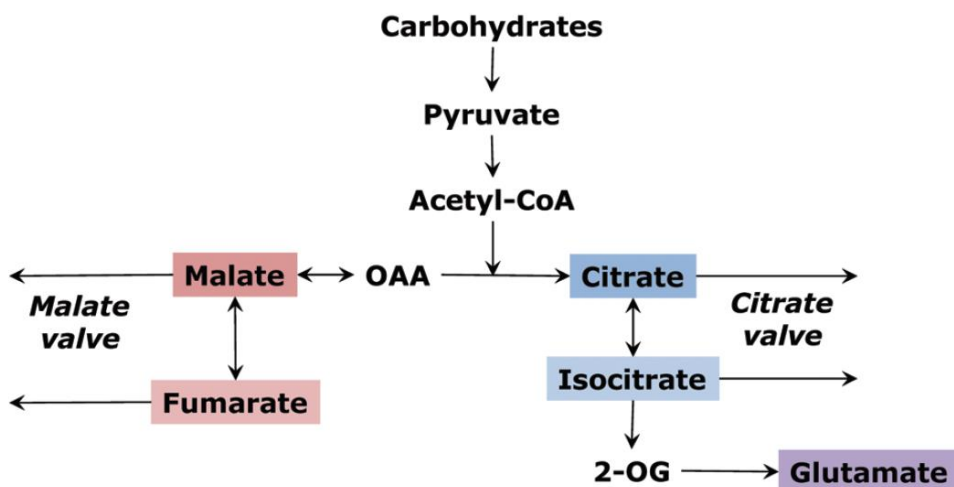 Carbohydrates
Pyruvate
Acetyl-CoA
Malate
OAA
Citrate
Malate
valve
Citrate
valve
Fumarate
Isocitrate
2-OG
Glutamate